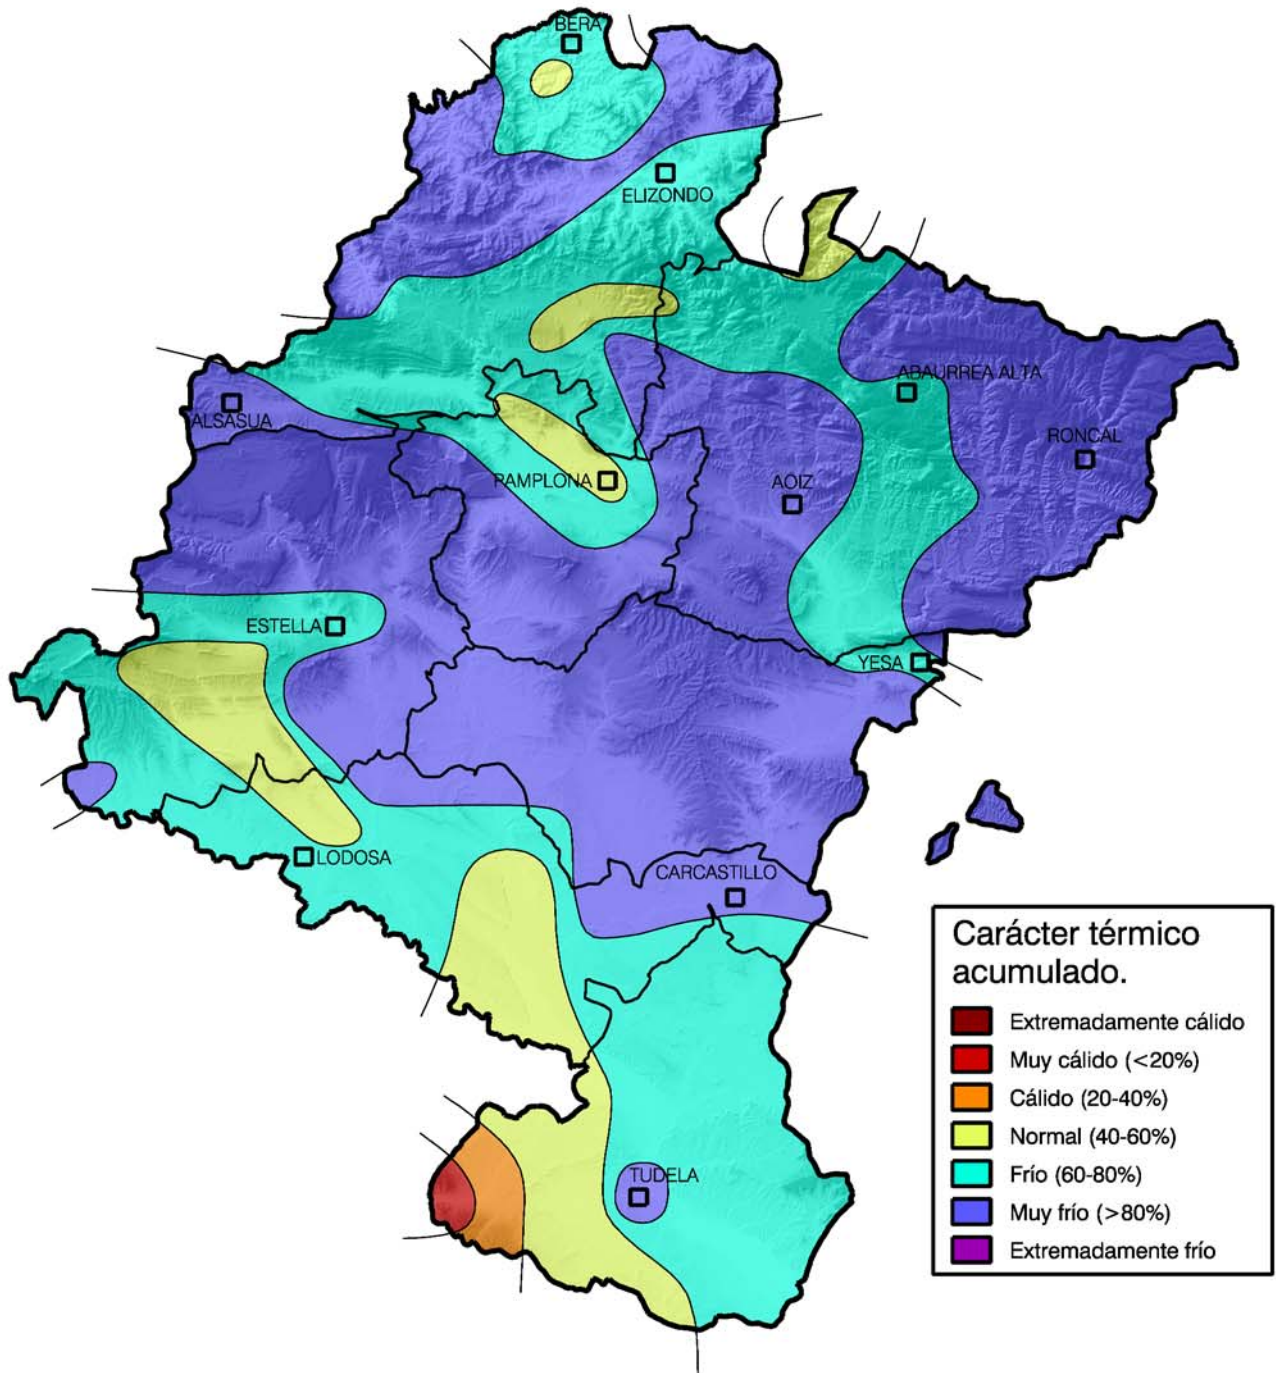 BERA
ELIZONDO
ABAURREA ALTA
ALSASUA
RONCAL
PAMPLONA
AOIZ
ESTELLA
YESA
LODOSA
CARCASTILLO
TUDELA
Carácter térmico
acumulado.
Extremadamente cálido
Muy cálido (<20%)
Cálido (20-40%)
Normal (40-60%)
Frío (60-80%)
Muy frío (>80%)
Extremadamente frío